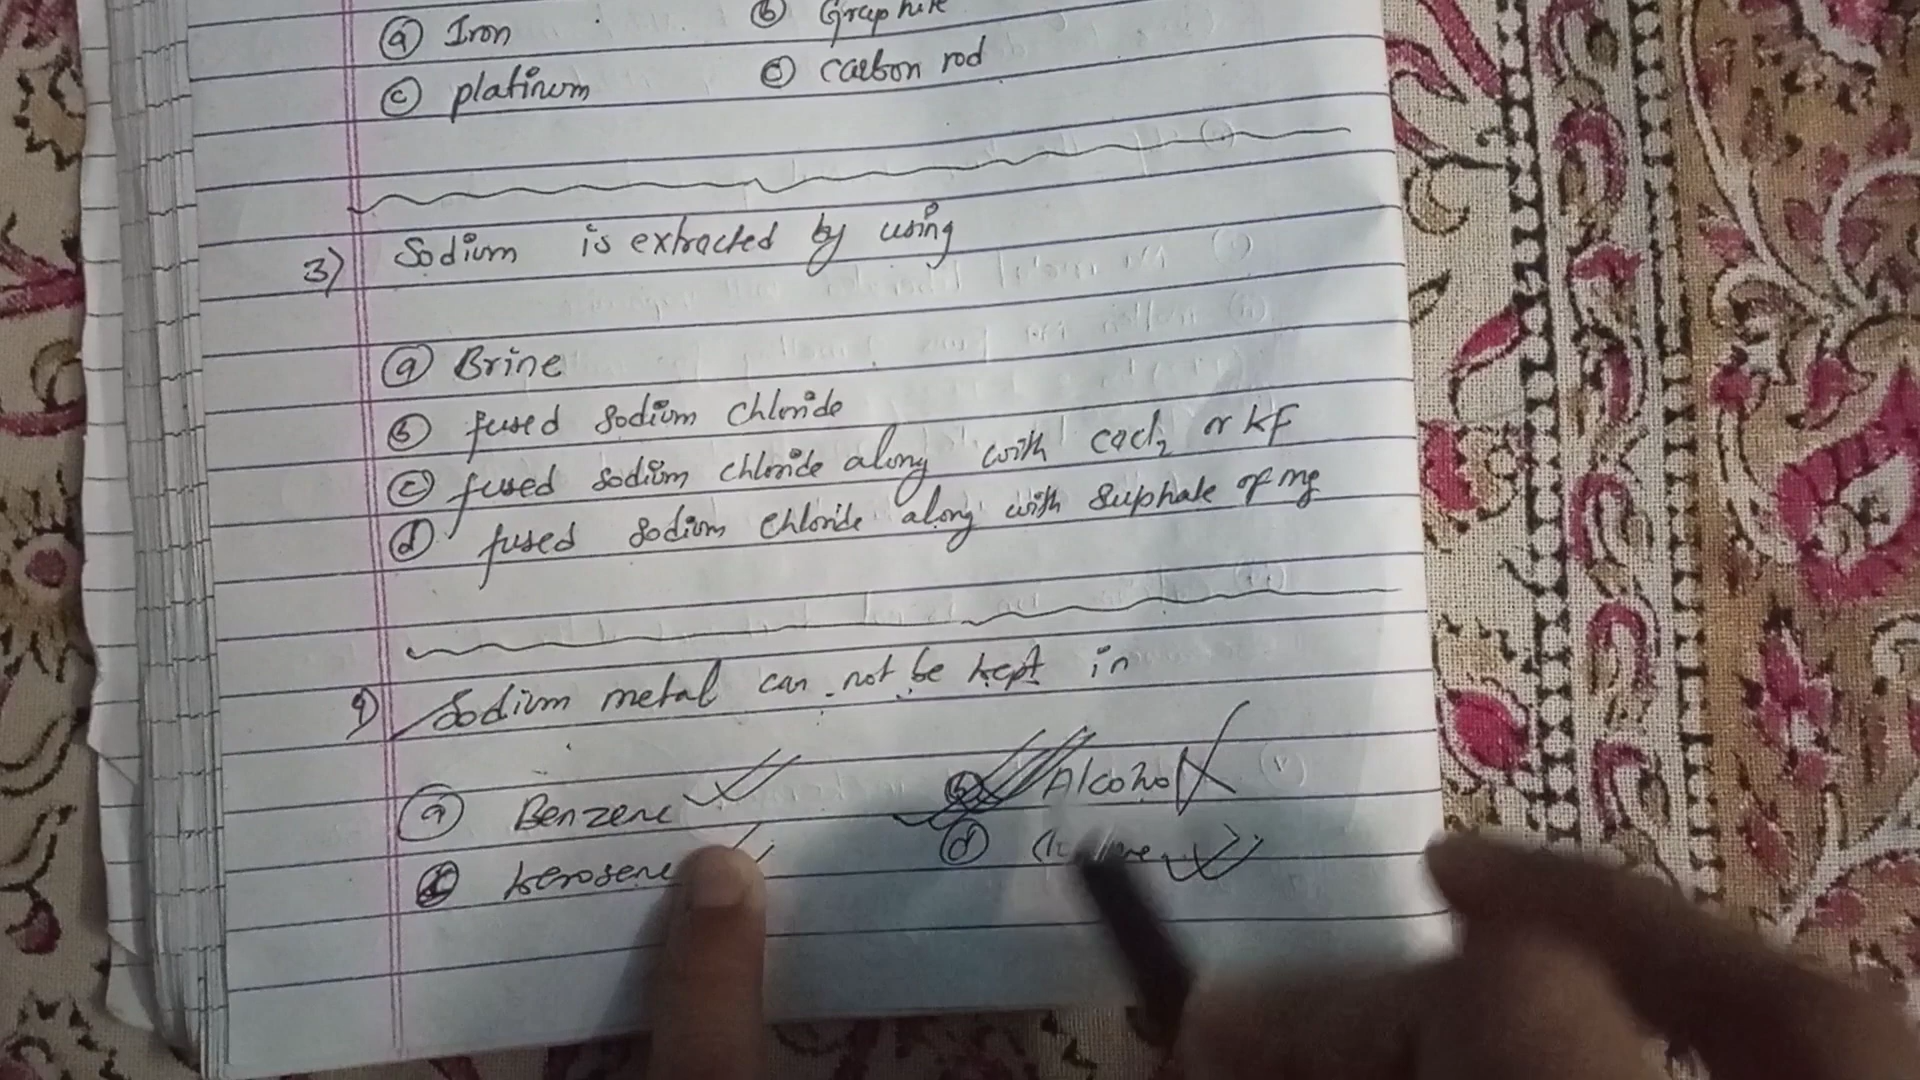 (a) Iron (b) Graphite
(c) platinum (d) carbon rod
3) Sodium is extracted by using
(a) Brine
(b) fused sodium chloride
(c) fused sodium chloride along with cacl₂ or kF
(d) fused sodium chloride along with Suphate of mg
4) Sodium metal can not be kept in
(a) Benzene (b) Alcohol
(c) kerosene (d)